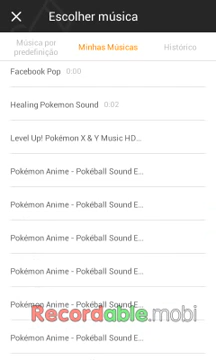 Escolher música
Música por
predefinição
Minhas Músicas
Histórico
Facebook Pop 0:00
Healing Pokemon Sound 0:02
Level Up! Pokémon X & Y Music HD...
Pokémon Anime - Pokéball Sound E...
Pokémon Anime - Pokéball Sound E...
Pokémon Anime - Pokéball Sound E...
Pokémon Anime - Pokéball Sound E...
Pokémon Anime - Pokéball Sound E...
Recordable.mobi
Pokémon Anime - Pokéball Sound E...